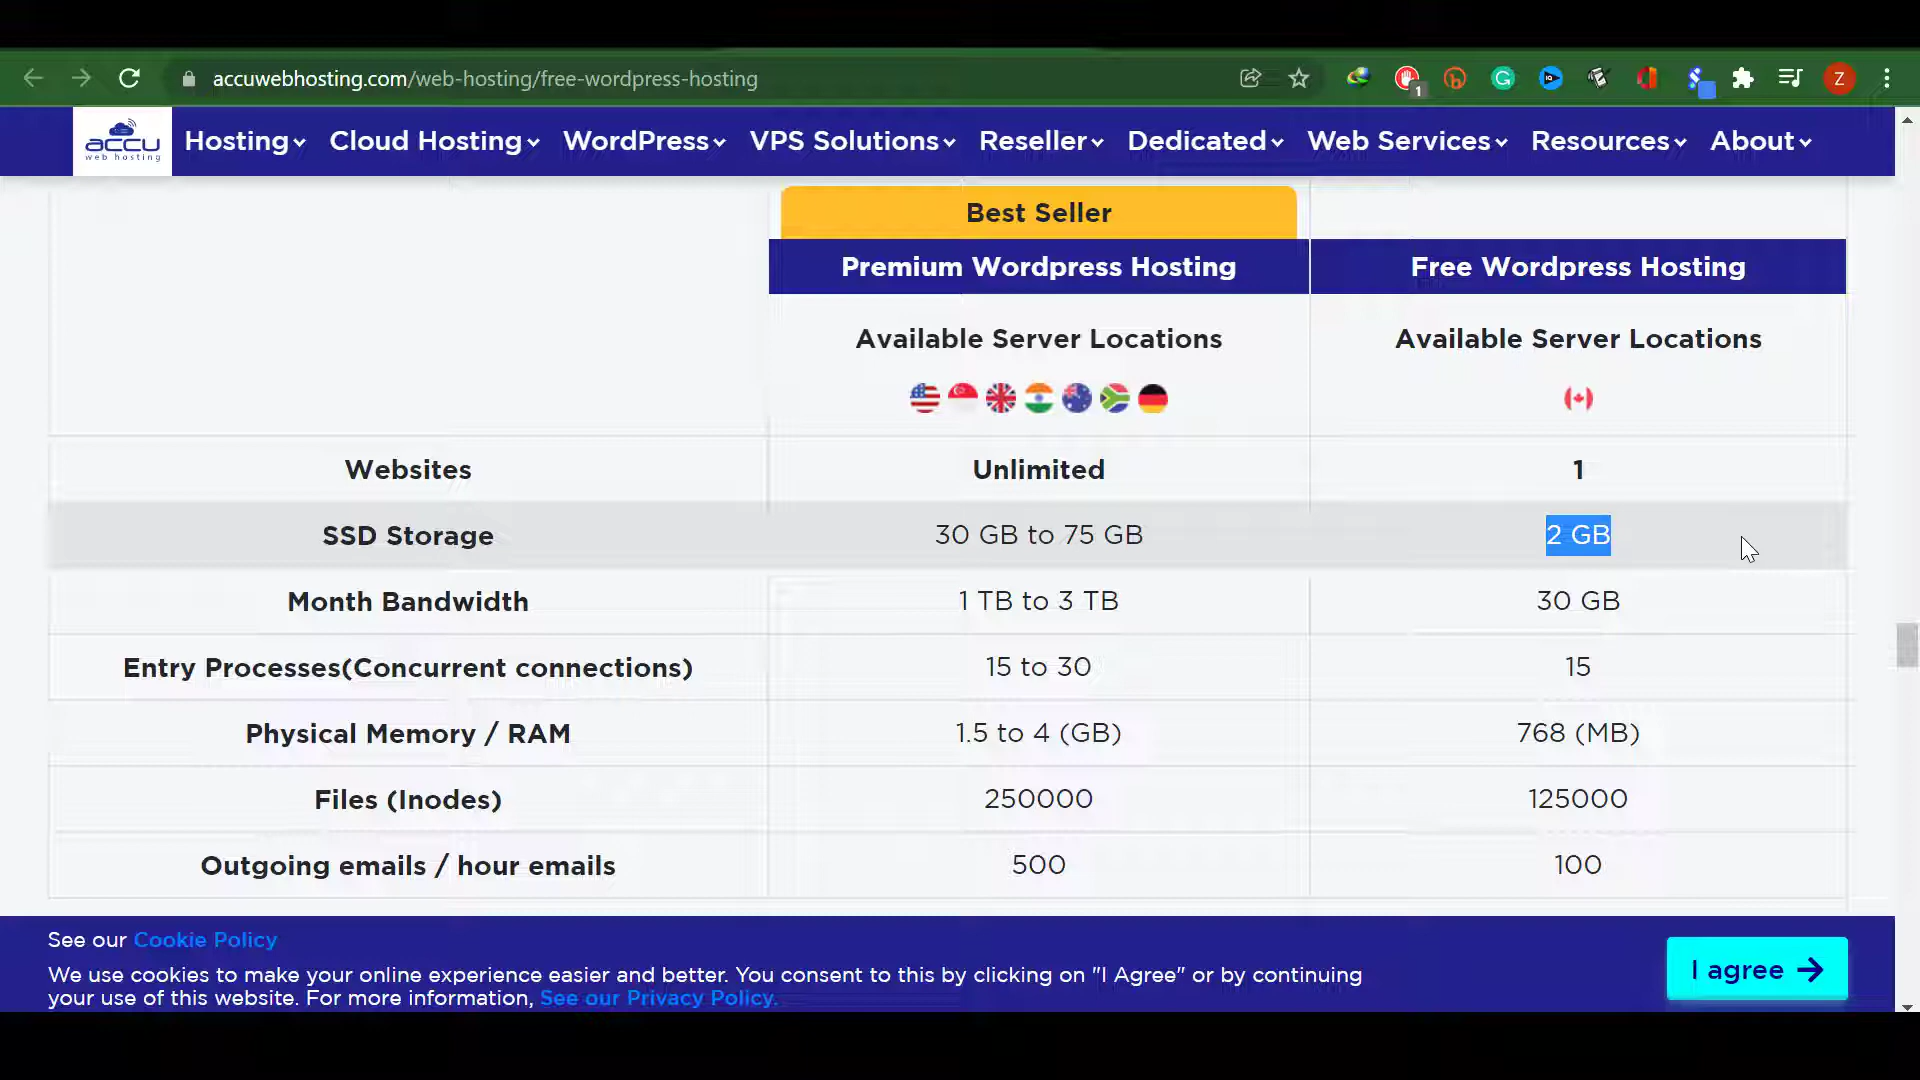 accuwebhosting.com/web-hosting/free-wordpress-hosting
1
Z
accu
web hosting
Hosting Cloud Hosting WordPress VPS Solutions Reseller Dedicated Web Services Resources About
Best Seller
Premium Wordpress Hosting Free Wordpress Hosting
Available Server Locations Available Server Locations
Websites Unlimited 1
SSD Storage 30 GB to 75 GB 2 GB
Month Bandwidth 1 TB to 3 TB 30 GB
Entry Processes(Concurrent connections) 15 to 30 15
Physical Memory / RAM 1.5 to 4 (GB) 768 (MB)
Files (Inodes) 250000 125000
Outgoing emails / hour emails 500 100
See our Cookie Policy
We use cookies to make your online experience easier and better. You consent to this by clicking on "I Agree" or by continuing
your use of this website. For more information, See our Privacy Policy.
I agree